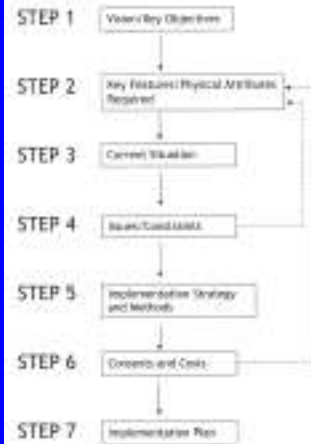 STEP 1
Vision/Key Objectives
STEP 2
Key Features/Physical Attributes
Required
STEP 3
Current Situation
STEP 4
Issues/Constraints
STEP 5
Implementation Strategy
and Methods
STEP 6
Consents and Costs
STEP 7
Implementation Plan